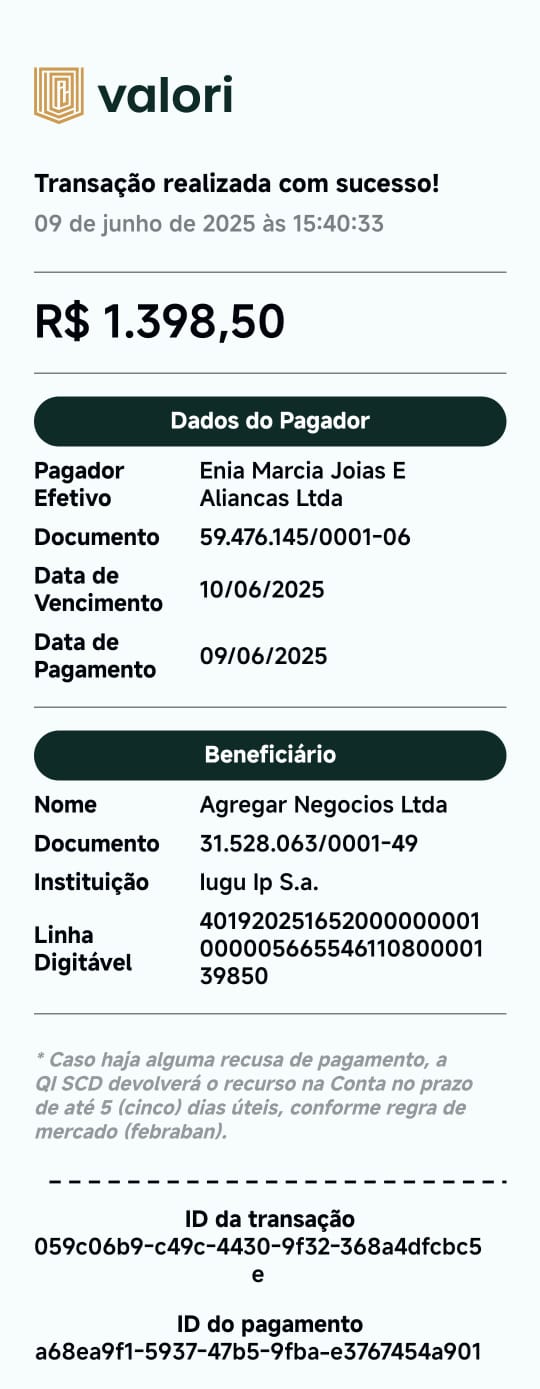 valori
Transação realizada com sucesso!
09 de junho de 2025 às 15:40:33
R$ 1.398,50
Dados do Pagador
Pagador Efetivo Enia Marcia Joias E Aliancas Ltda
Documento 59.476.145/0001-06
Data de Vencimento 10/06/2025
Data de Pagamento 09/06/2025
Beneficiário
Nome Agregar Negocios Ltda
Documento 31.528.063/0001-49
Instituição Iugu Ip S.a.
Linha Digitável
401920251652000000001
000005665546110800001
39850
* Caso haja alguma recusa de pagamento, a
QI SCD devolverá o recurso na Conta no prazo
de até 5 (cinco) dias úteis, conforme regra de
mercado (febraban).
ID da transação
059c06b9-c49c-4430-9f32-368a4dfcbc5
e
ID do pagamento
a68ea9f1-5937-47b5-9fba-e3767454a901